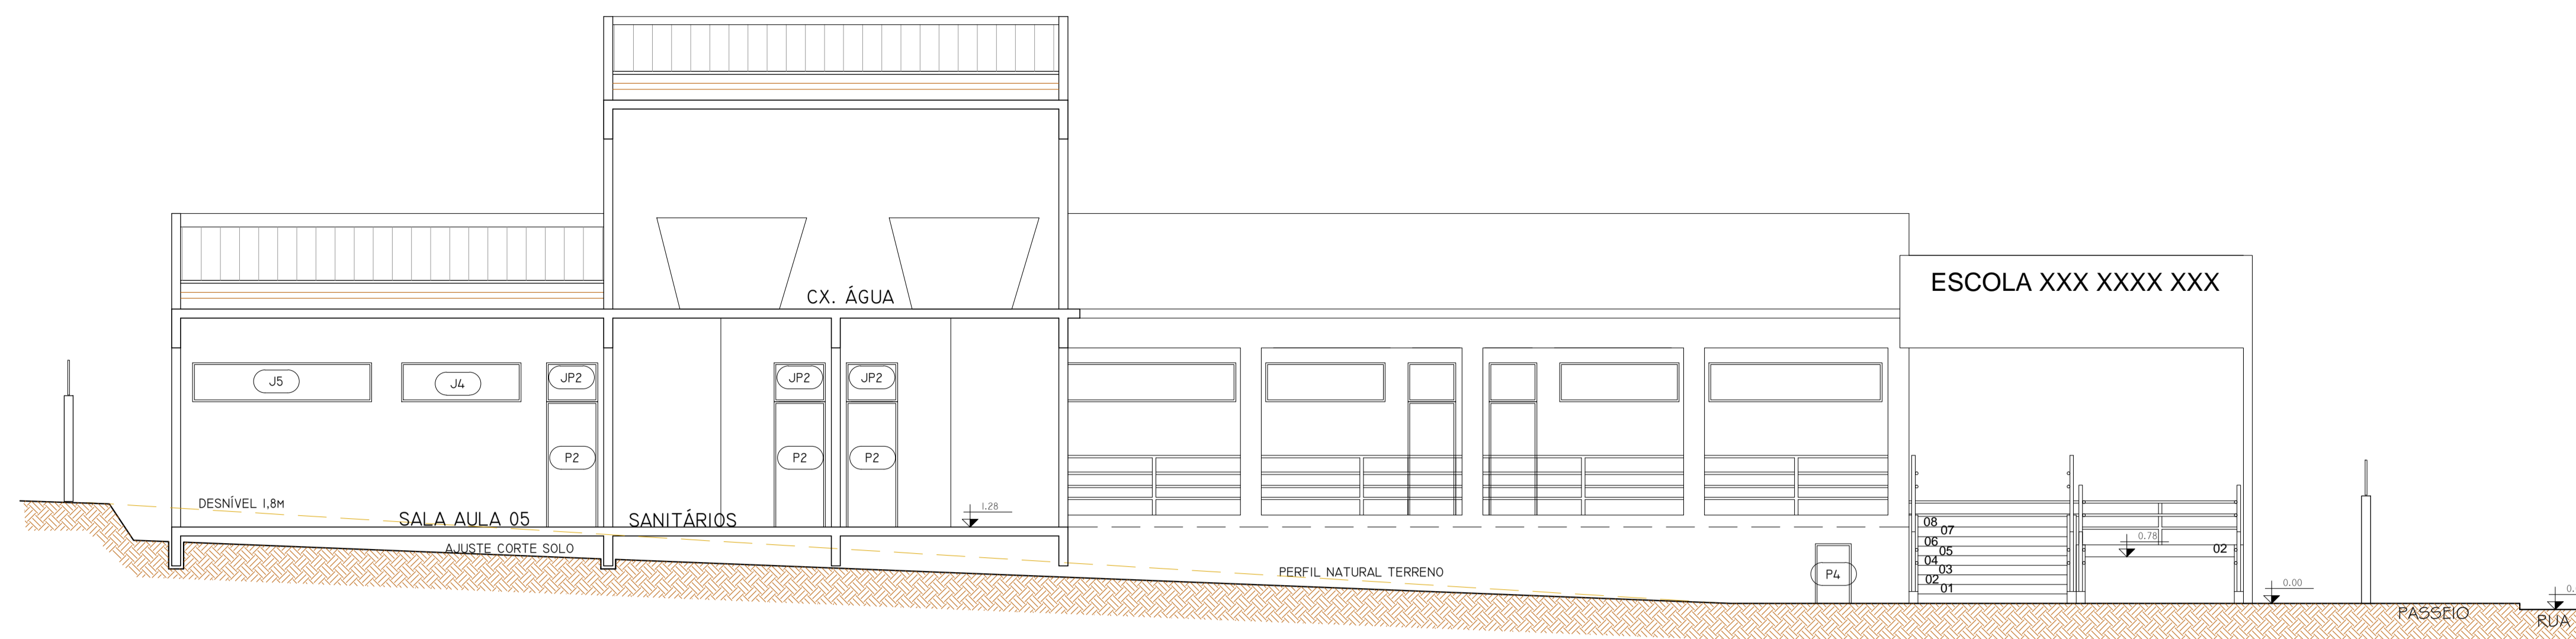 CX. ÁGUA
ESCOLA XXX XXXX XXX
J5
J4
JP2
JP2
JP2
P2
P2
P2
DESNÍVEL 1,8M
SALA AULA 05
SANITÁRIOS
1.28
AJUSTE CORTE SOLO
PERFIL NATURAL TERRENO
P4
08
07
06
05
04
03
02
01
0.78
02
0.00
PASSEIO
RUA